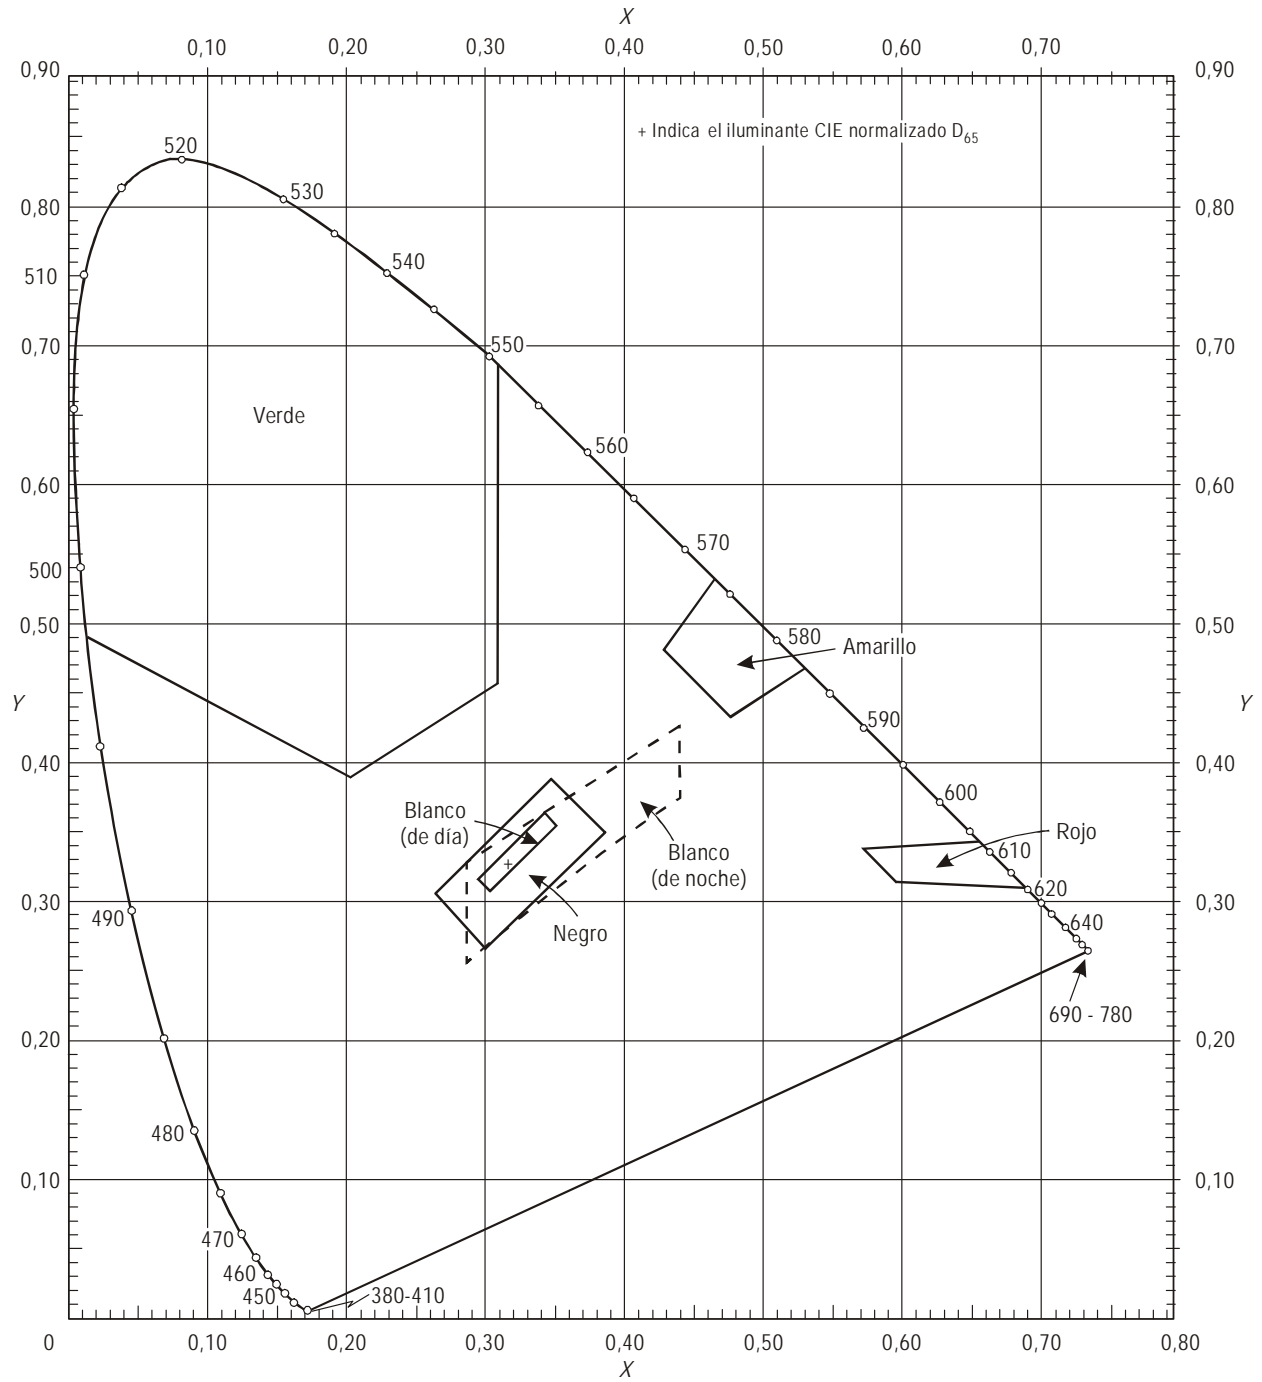 X
0,10 0,20 0,30 0,40 0,50 0,60 0,70
0,90 0,90
+ Indica el iluminante CIE normalizado D65
520
530
0,80 0,80
540
510
550
0,70 0,70
Verde
560
0,60 0,60
570
500
0,50 580 0,50
Amarillo
Y Y
590
0,40 0,40
600
Blanco
(de día)
Rojo
610
Blanco
(de noche)
620
0,30 0,30
490
640
Negro
690 - 780
0,20 0,20
480
0,10 0,10
470
460
450 380-410
0 0,10 0,20 0,30 0,40 0,50 0,60 0,70 0,80
X